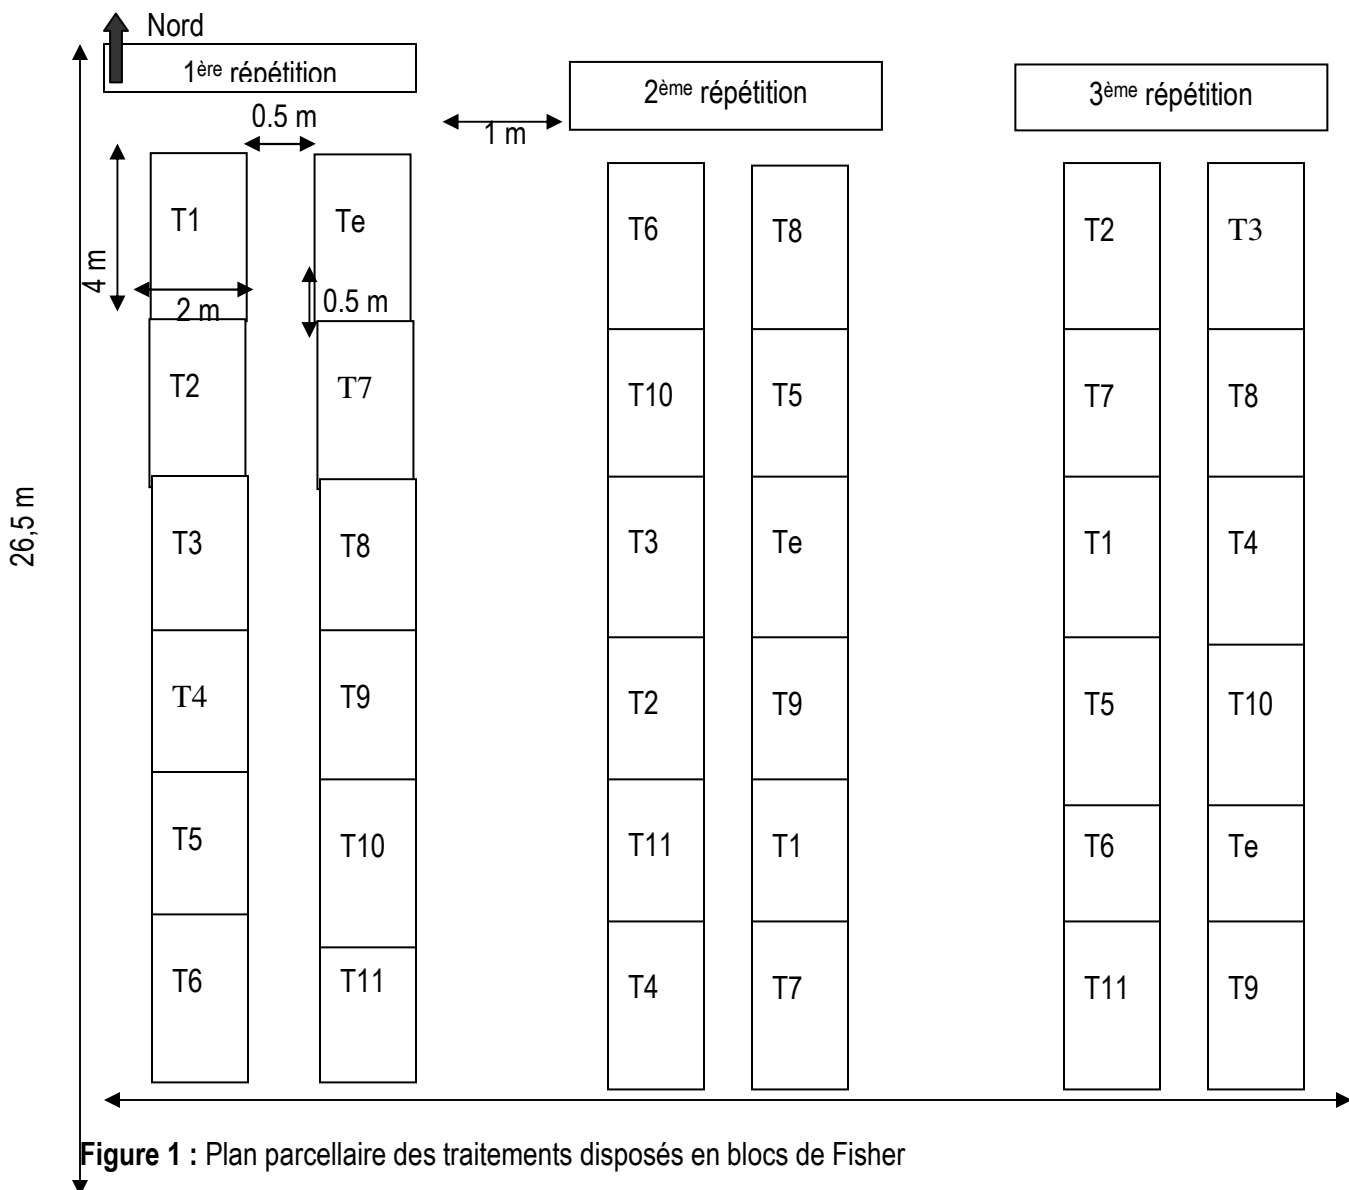 Nord
1ère répétition
2ème répétition
3ème répétition
0.5 m
1 m
4 m
2 m
0.5 m
26,5 m
T1 Te
T2 T7
T3 T8
T4 T9
T5 T10
T6 T11
T6 T8
T10 T5
T3 Te
T2 T9
T11 T1
T4 T7
T2 T3
T7 T8
T1 T4
T5 T10
T6 Te
T11 T9
Figure 1 : Plan parcellaire des traitements disposés en blocs de Fisher